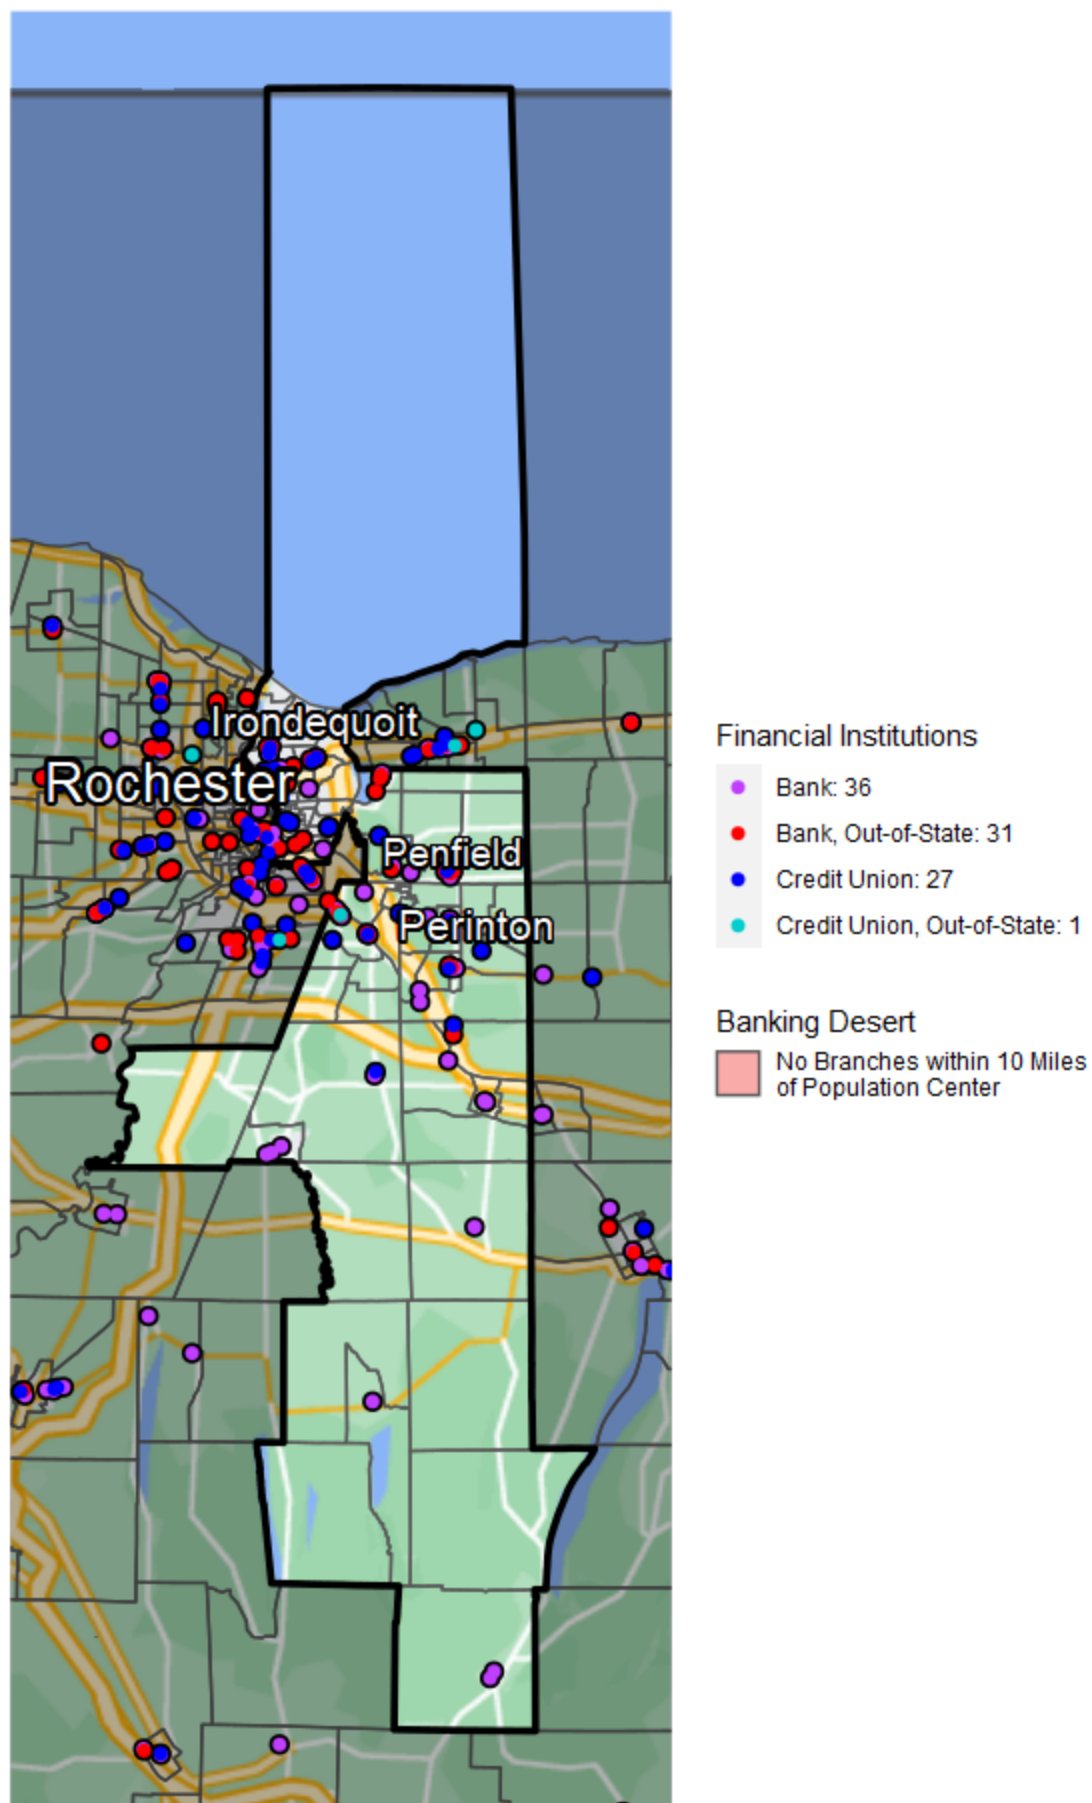 Irondequoit
Rochester
Penfield
Perinton
Financial Institutions
Bank: 36
Bank, Out-of-State: 31
Credit Union: 27
Credit Union, Out-of-State: 1
Banking Desert
No Branches within 10 Miles
of Population Center